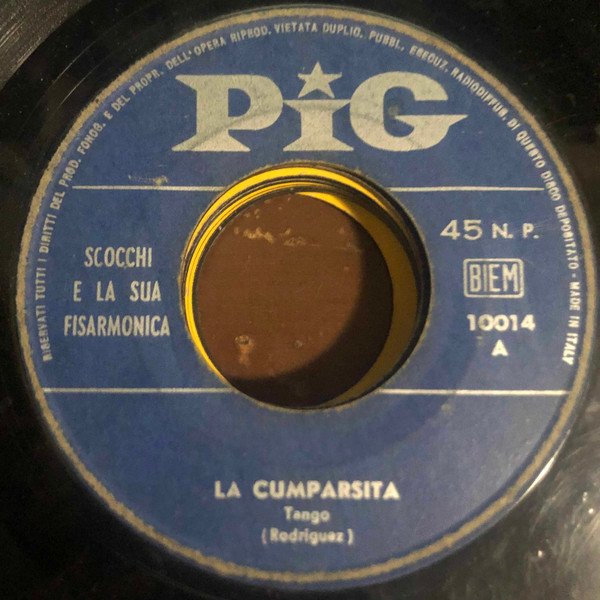 RISERVATI TUTTI I DIRITTI DEL PROD. FONOG. E DEL PROPR. DELL'OPERA RIPROD. VIETATA DUPLIC. PUBBL. ESECUZ. RADIODIFFUS. DI QUESTO DISCO DEPOSITATO - MADE IN ITALY
PiG
SCOCCHI
E LA SUA
FISARMONICA
45 N. P.
BIEM
10014
A
LA CUMPARSITA
Tango
(Rodriguez)